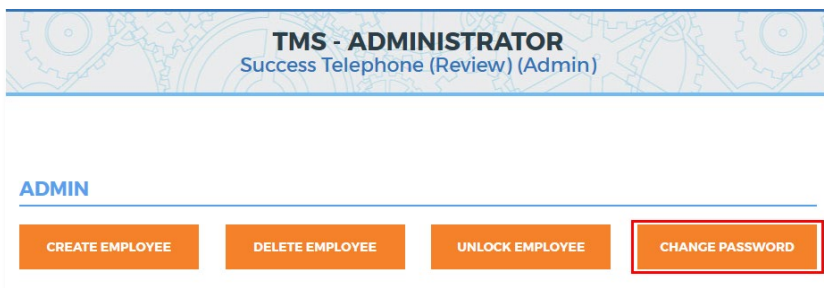 TMS - ADMINISTRATOR
Success Telephone (Review) (Admin)
ADMIN
CREATE EMPLOYEE DELETE EMPLOYEE UNLOCK EMPLOYEE CHANGE PASSWORD